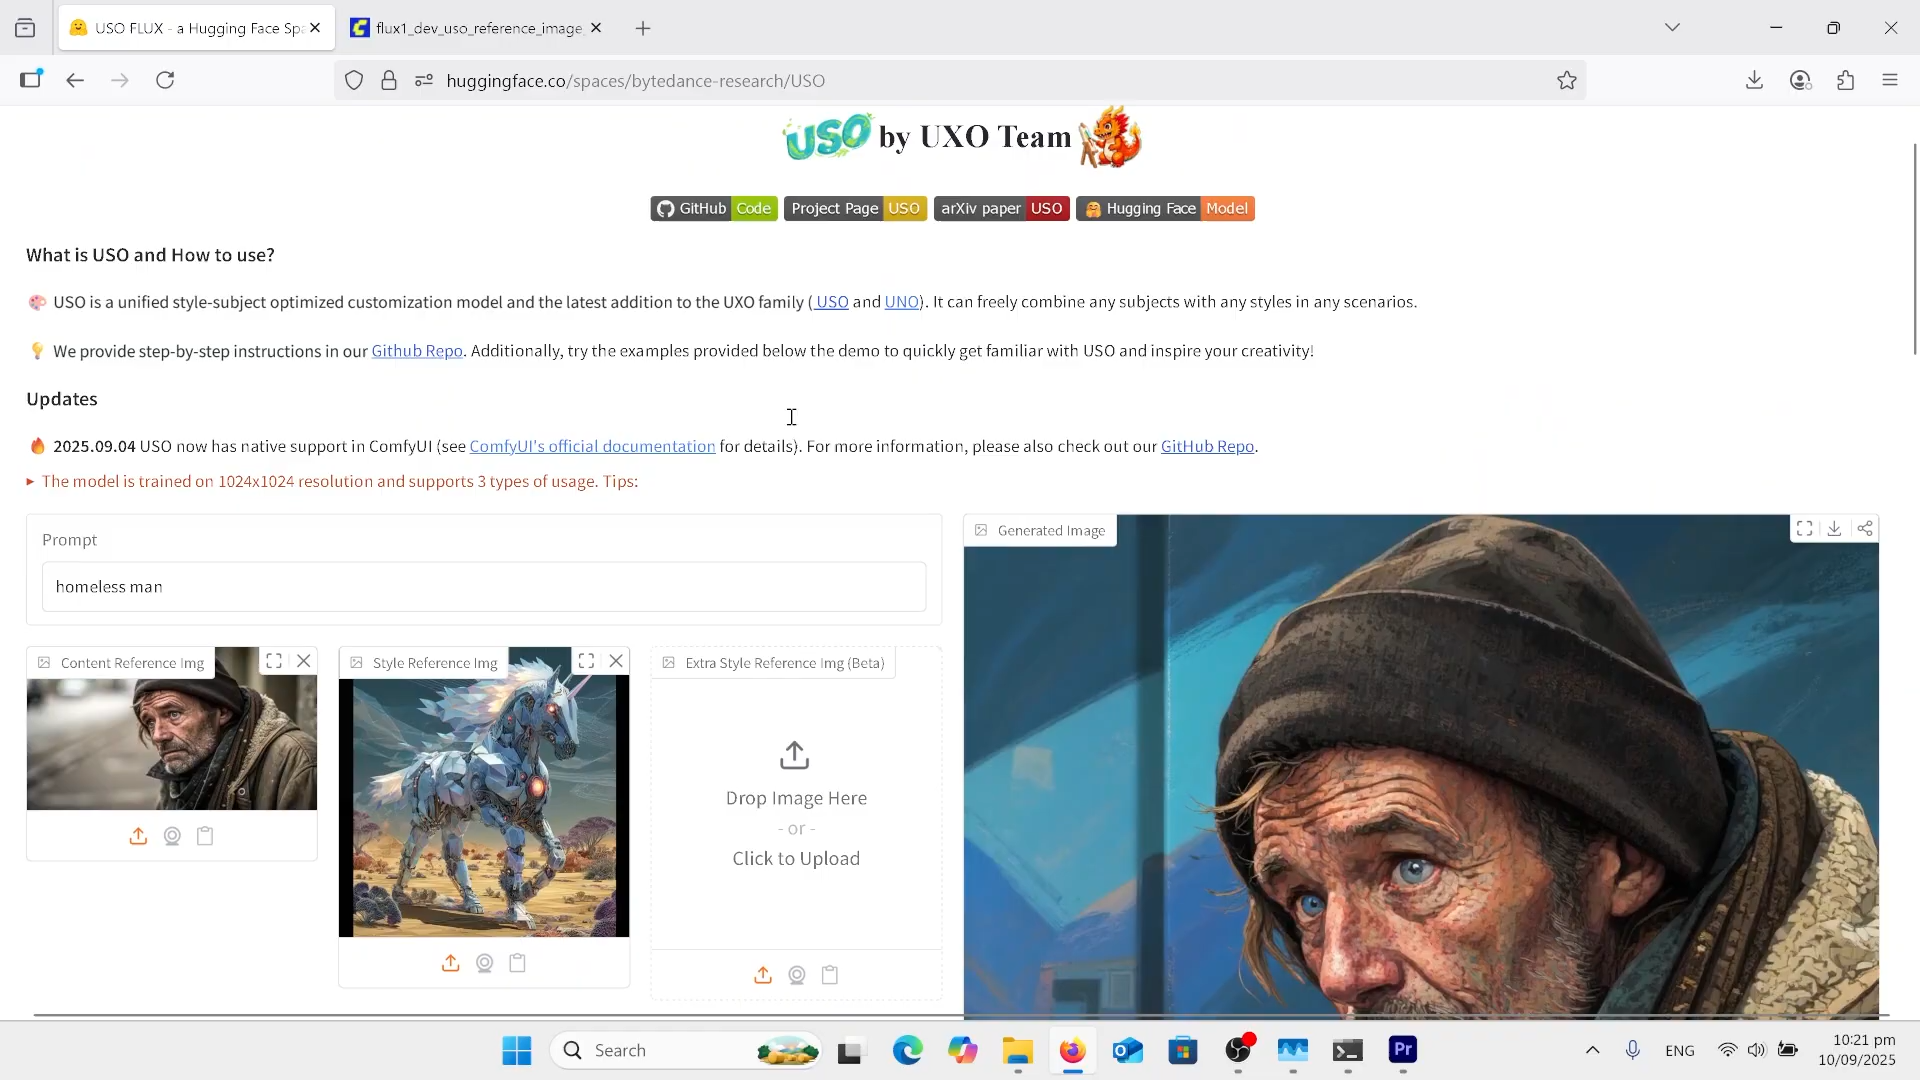 USO FLUX - a Hugging Face Spa
flux1_dev_uso_reference_image
huggingface.co/spaces/bytedance-research/USO
USO by UXO Team
GitHub Code Project Page USO arXiv paper USO Hugging Face Model
What is USO and How to use?
USO is a unified style-subject optimized customization model and the latest addition to the UXO family ( USO and UNO). It can freely combine any subjects with any styles in any scenarios.
We provide step-by-step instructions in our Github Repo. Additionally, try the examples provided below the demo to quickly get familiar with USO and inspire your creativity!
Updates
2025.09.04 USO now has native support in ComfyUI (see ComfyUI's official documentation for details). For more information, please also check out our GitHub Repo.
The model is trained on 1024x1024 resolution and supports 3 types of usage. Tips:
Prompt
homeless man
Generated Image
Content Reference Img
Style Reference Img
Extra Style Reference Img (Beta)
Drop Image Here
- or -
Click to Upload
Search
Pr
ENG
10:21 pm
10/09/2025